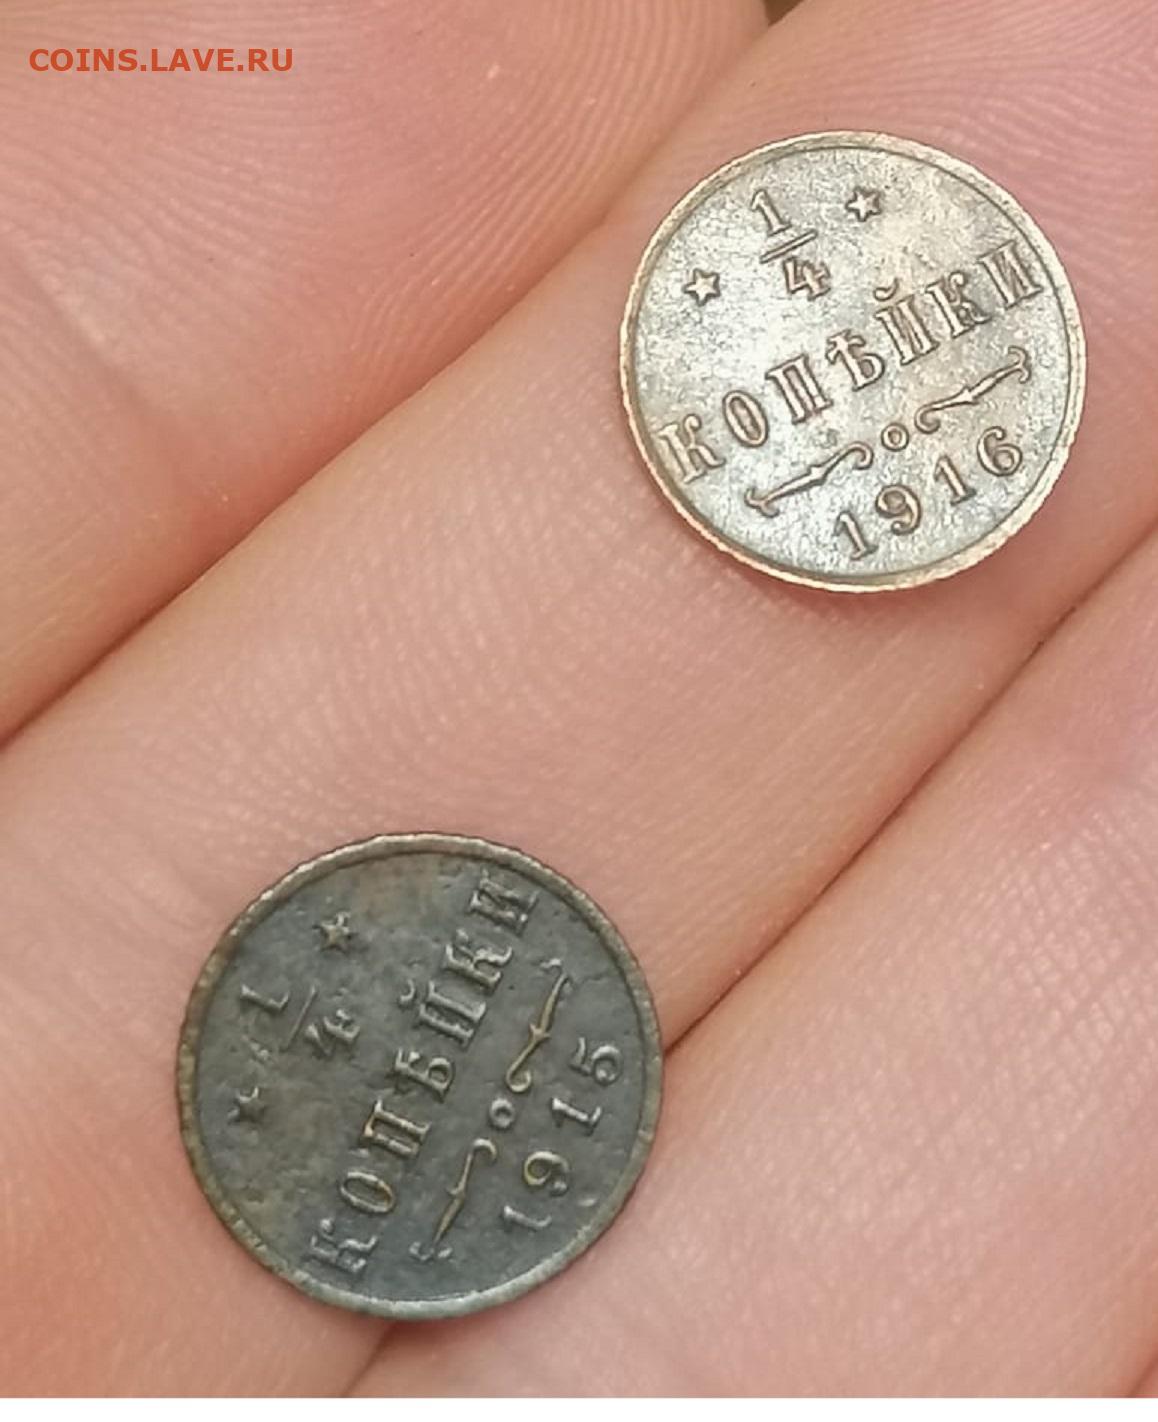 COINS.LAVE.RU
1/4
КОПѢЙКИ
1916
1/4
КОПѢЙКИ
1915